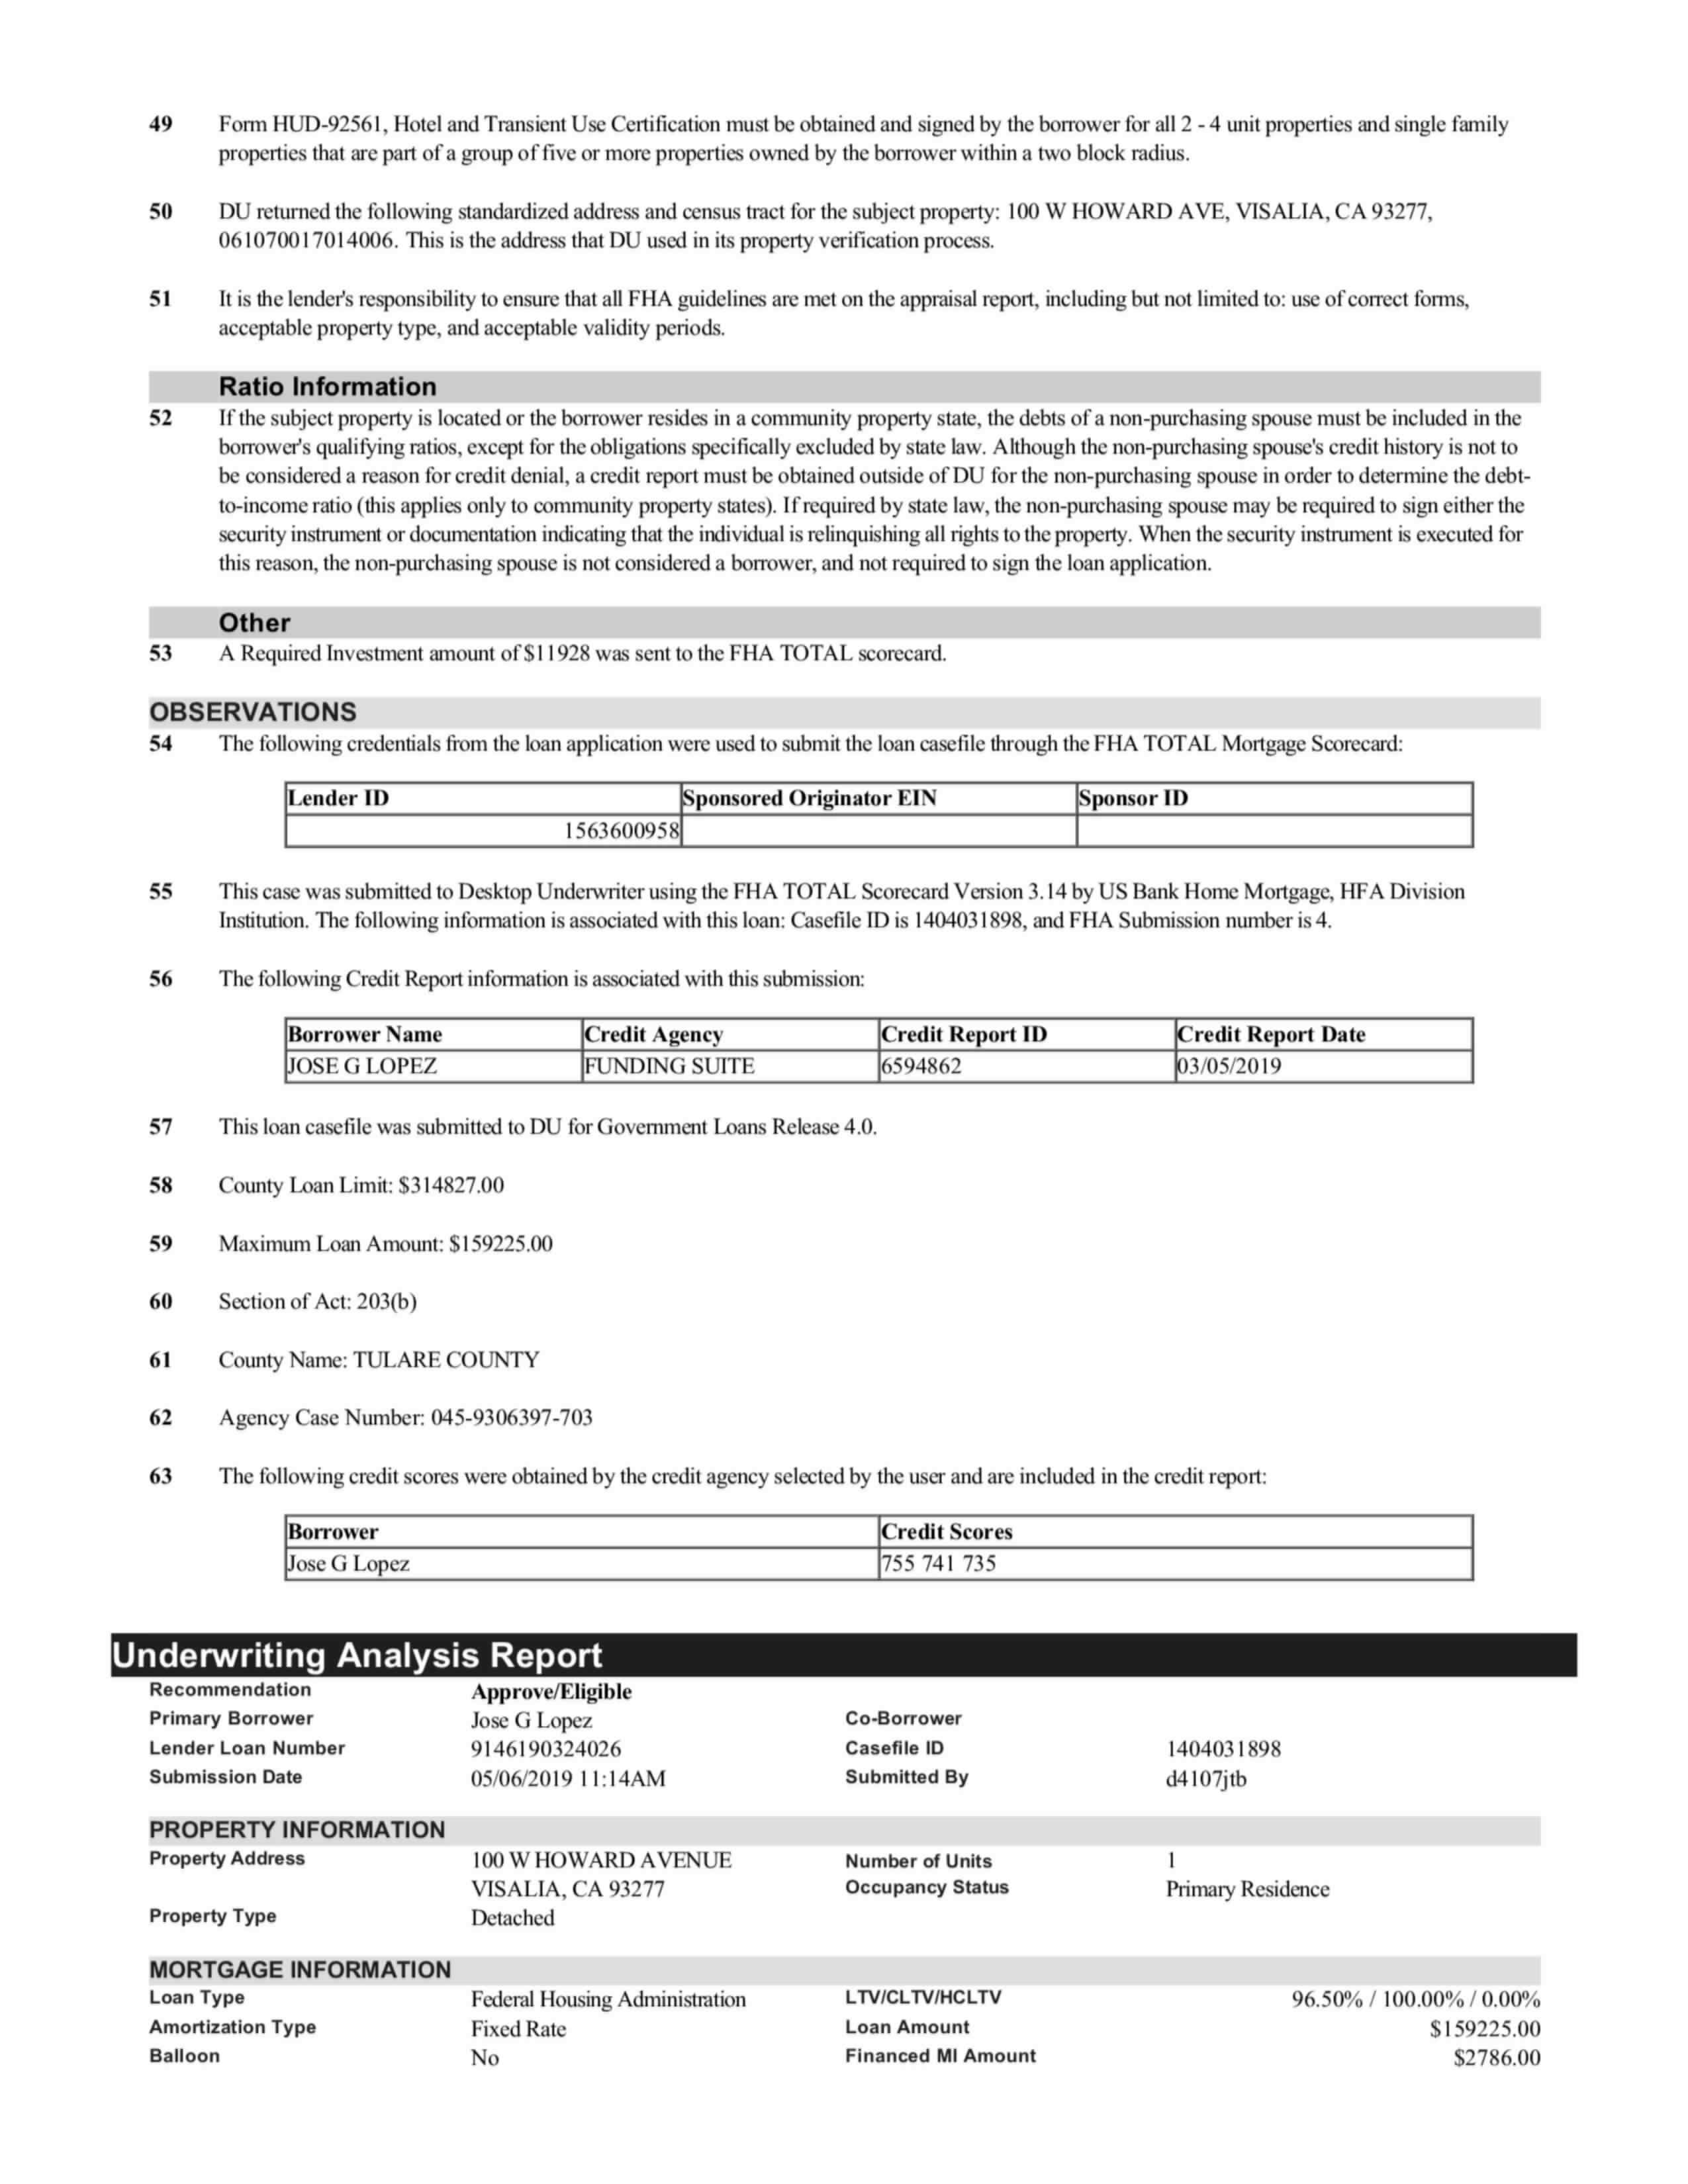 49 Form HUD-92561, Hotel and Transient Use Certification must be obtained and signed by the borrower for all 2 - 4 unit properties and single family
properties that are part of a group of five or more properties owned by the borrower within a two block radius.
50 DU returned the following standardized address and census tract for the subject property: 100 W HOWARD AVE, VISALIA, CA 93277,
061070017014006. This is the address that DU used in its property verification process.
51 It is the lender's responsibility to ensure that all FHA guidelines are met on the appraisal report, including but not limited to: use of correct forms,
acceptable property type, and acceptable validity periods.
Ratio Information
52 If the subject property is located or the borrower resides in a community property state, the debts of a non-purchasing spouse must be included in the
borrower's qualifying ratios, except for the obligations specifically excluded by state law. Although the non-purchasing spouse's credit history is not to
be considered a reason for credit denial, a credit report must be obtained outside of DU for the non-purchasing spouse in order to determine the debt-
to-income ratio (this applies only to community property states). If required by state law, the non-purchasing spouse may be required to sign either the
security instrument or documentation indicating that the individual is relinquishing all rights to the property. When the security instrument is executed for
this reason, the non-purchasing spouse is not considered a borrower, and not required to sign the loan application.
Other
53 A Required Investment amount of $11928 was sent to the FHA TOTAL scorecard.
OBSERVATIONS
54 The following credentials from the loan application were used to submit the loan casefile through the FHA TOTAL Mortgage Scorecard:
Lender ID Sponsored Originator EIN Sponsor ID
1563600958
55 This case was submitted to Desktop Underwriter using the FHA TOTAL Scorecard Version 3.14 by US Bank Home Mortgage, HFA Division
Institution. The following information is associated with this loan: Casefile ID is 1404031898, and FHA Submission number is 4.
56 The following Credit Report information is associated with this submission:
Borrower Name Credit Agency Credit Report ID Credit Report Date
JOSE G LOPEZ FUNDING SUITE 6594862 03/05/2019
57 This loan casefile was submitted to DU for Government Loans Release 4.0.
58 County Loan Limit: $314827.00
59 Maximum Loan Amount: $159225.00
60 Section of Act: 203(b)
61 County Name: TULARE COUNTY
62 Agency Case Number: 045-9306397-703
63 The following credit scores were obtained by the credit agency selected by the user and are included in the credit report:
Borrower Credit Scores
Jose G Lopez 755 741 735
Underwriting Analysis Report
Recommendation Approve/Eligible
Primary Borrower Jose G Lopez Co-Borrower
Lender Loan Number 9146190324026 Casefile ID 1404031898
Submission Date 05/06/2019 11:14AM Submitted By d4107jtb
PROPERTY INFORMATION
Property Address 100 W HOWARD AVENUE Number of Units 1
VISALIA, CA 93277 Occupancy Status Primary Residence
Property Type Detached
MORTGAGE INFORMATION
Loan Type Federal Housing Administration LTV/CLTV/HCLTV 96.50% / 100.00% / 0.00%
Amortization Type Fixed Rate Loan Amount $159225.00
Balloon No Financed MI Amount $2786.00